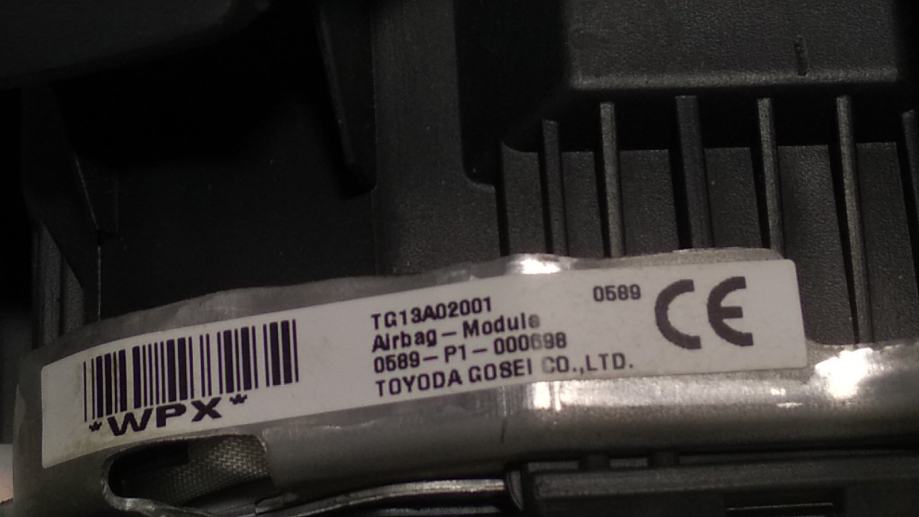 TG13A02001
Airbag-Module
0589-P1-000698
TOYODA GOSEI CO.,LTD.
0589 CE
*WPX*